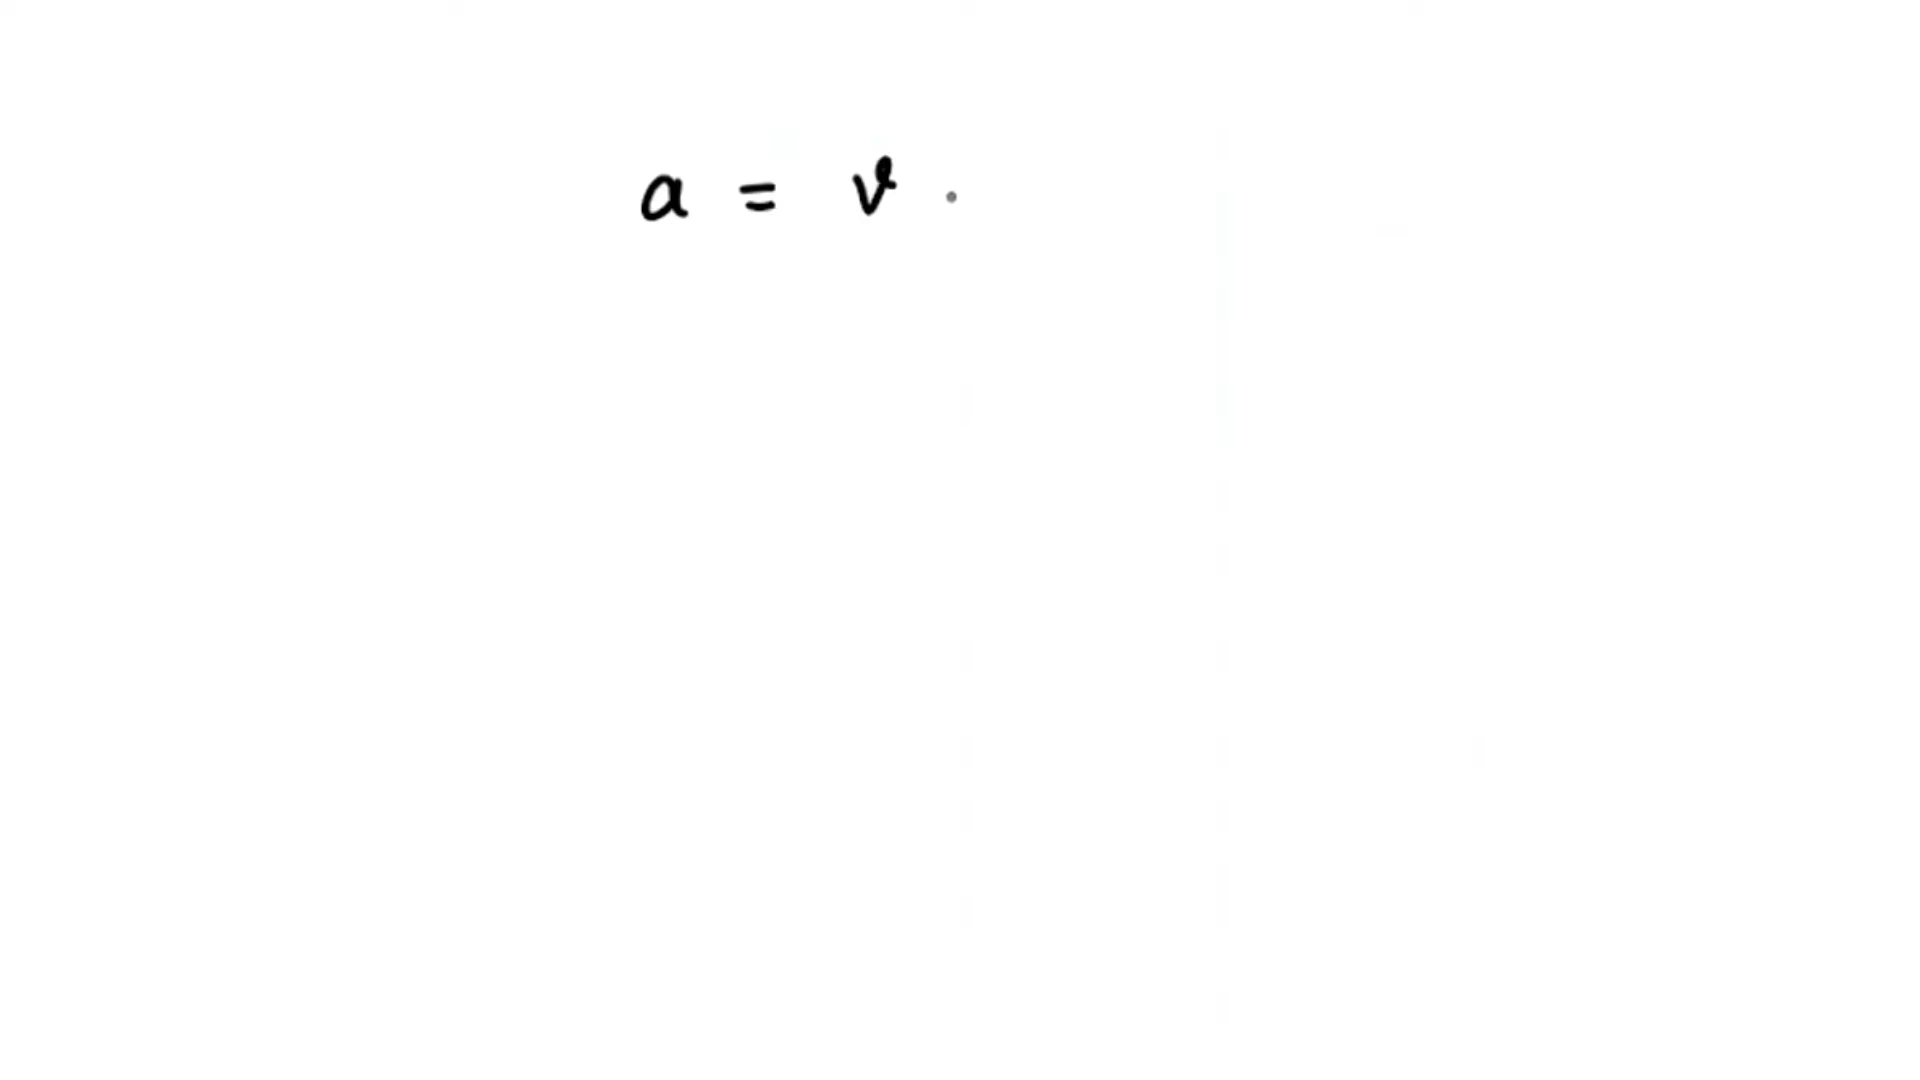 a = v